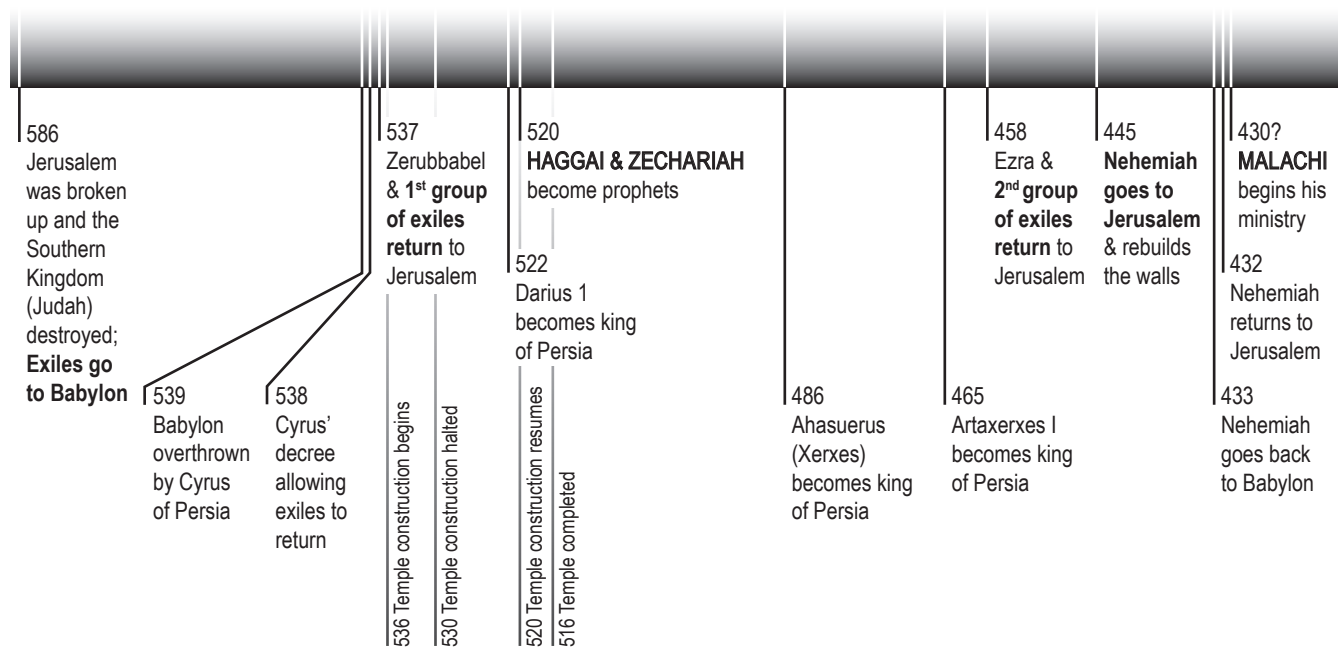 586
Jerusalem
was broken
up and the
Southern
Kingdom
(Judah)
destroyed;
Exiles go
to Babylon
539
Babylon
overthrown
by Cyrus
of Persia
538
Cyrus’
decree
allowing
exiles to
return
537
Zerubbabel
& 1st group
of exiles
return to
Jerusalem
536 Temple construction begins
530 Temple construction halted
522
Darius 1
becomes king
of Persia
520
HAGGAI & ZECHARIAH
become prophets
520 Temple construction resumes
516 Temple completed
486
Ahasuerus
(Xerxes)
becomes king
of Persia
465
Artaxerxes I
becomes king
of Persia
458
Ezra &
2nd group
of exiles
return to
Jerusalem
445
Nehemiah
goes to
Jerusalem
& rebuilds
the walls
433
Nehemiah
goes back
to Babylon
432
Nehemiah
returns to
Jerusalem
430?
MALACHI
begins his
ministry